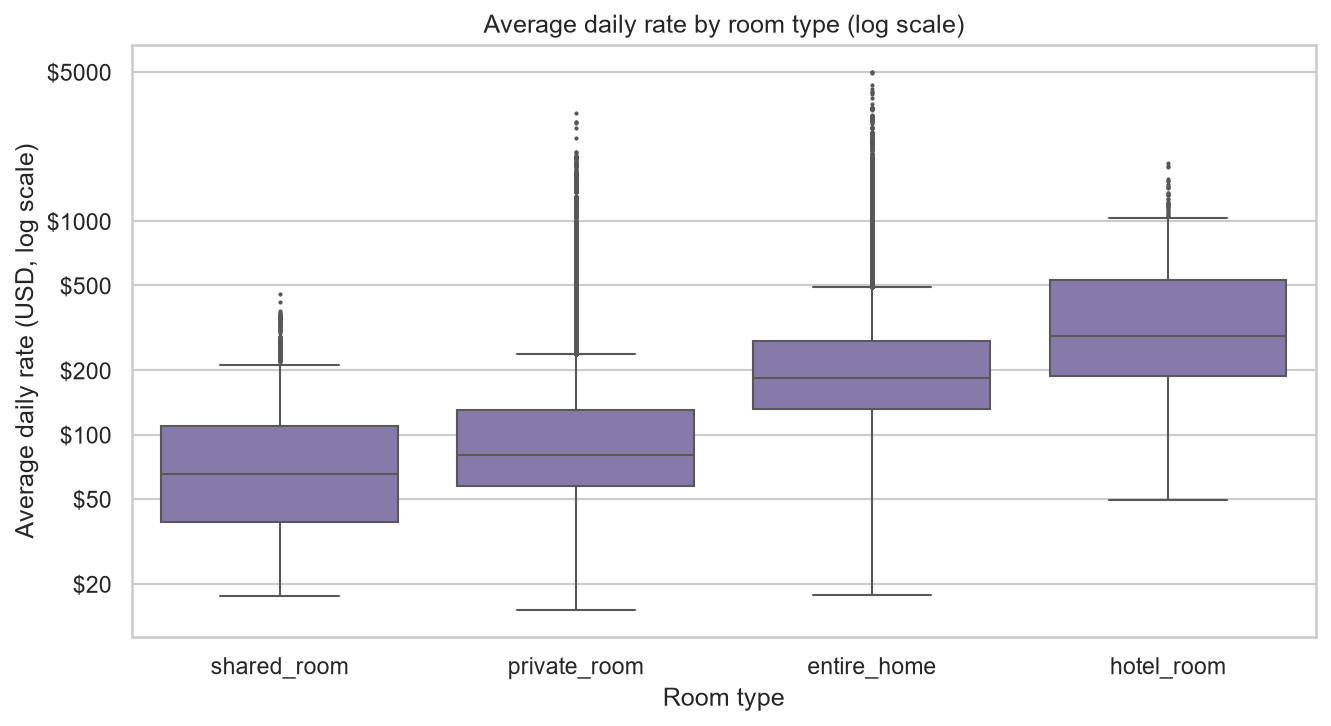 Average daily rate by room type (log scale)
Average daily rate (USD, log scale)
$5000
$1000
$500
$200
$100
$50
$20
shared_room
private_room
entire_home
hotel_room
Room type